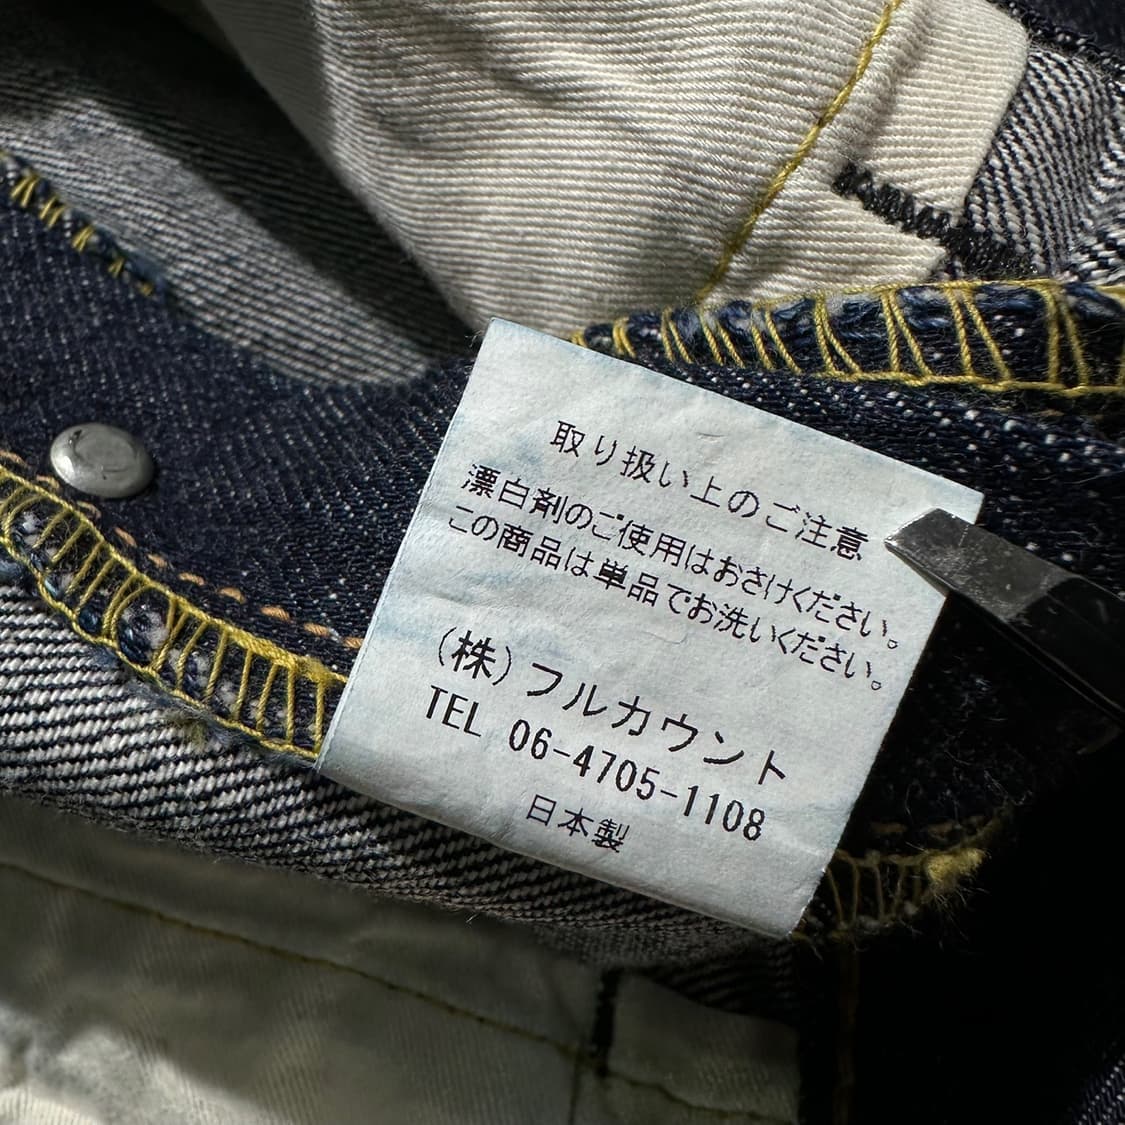 取り扱い上のご注意
漂白剤のご使用はおさけください。
この商品は単品でお洗いください。
(株)フルカウント
TEL 06-4705-1108
日本製